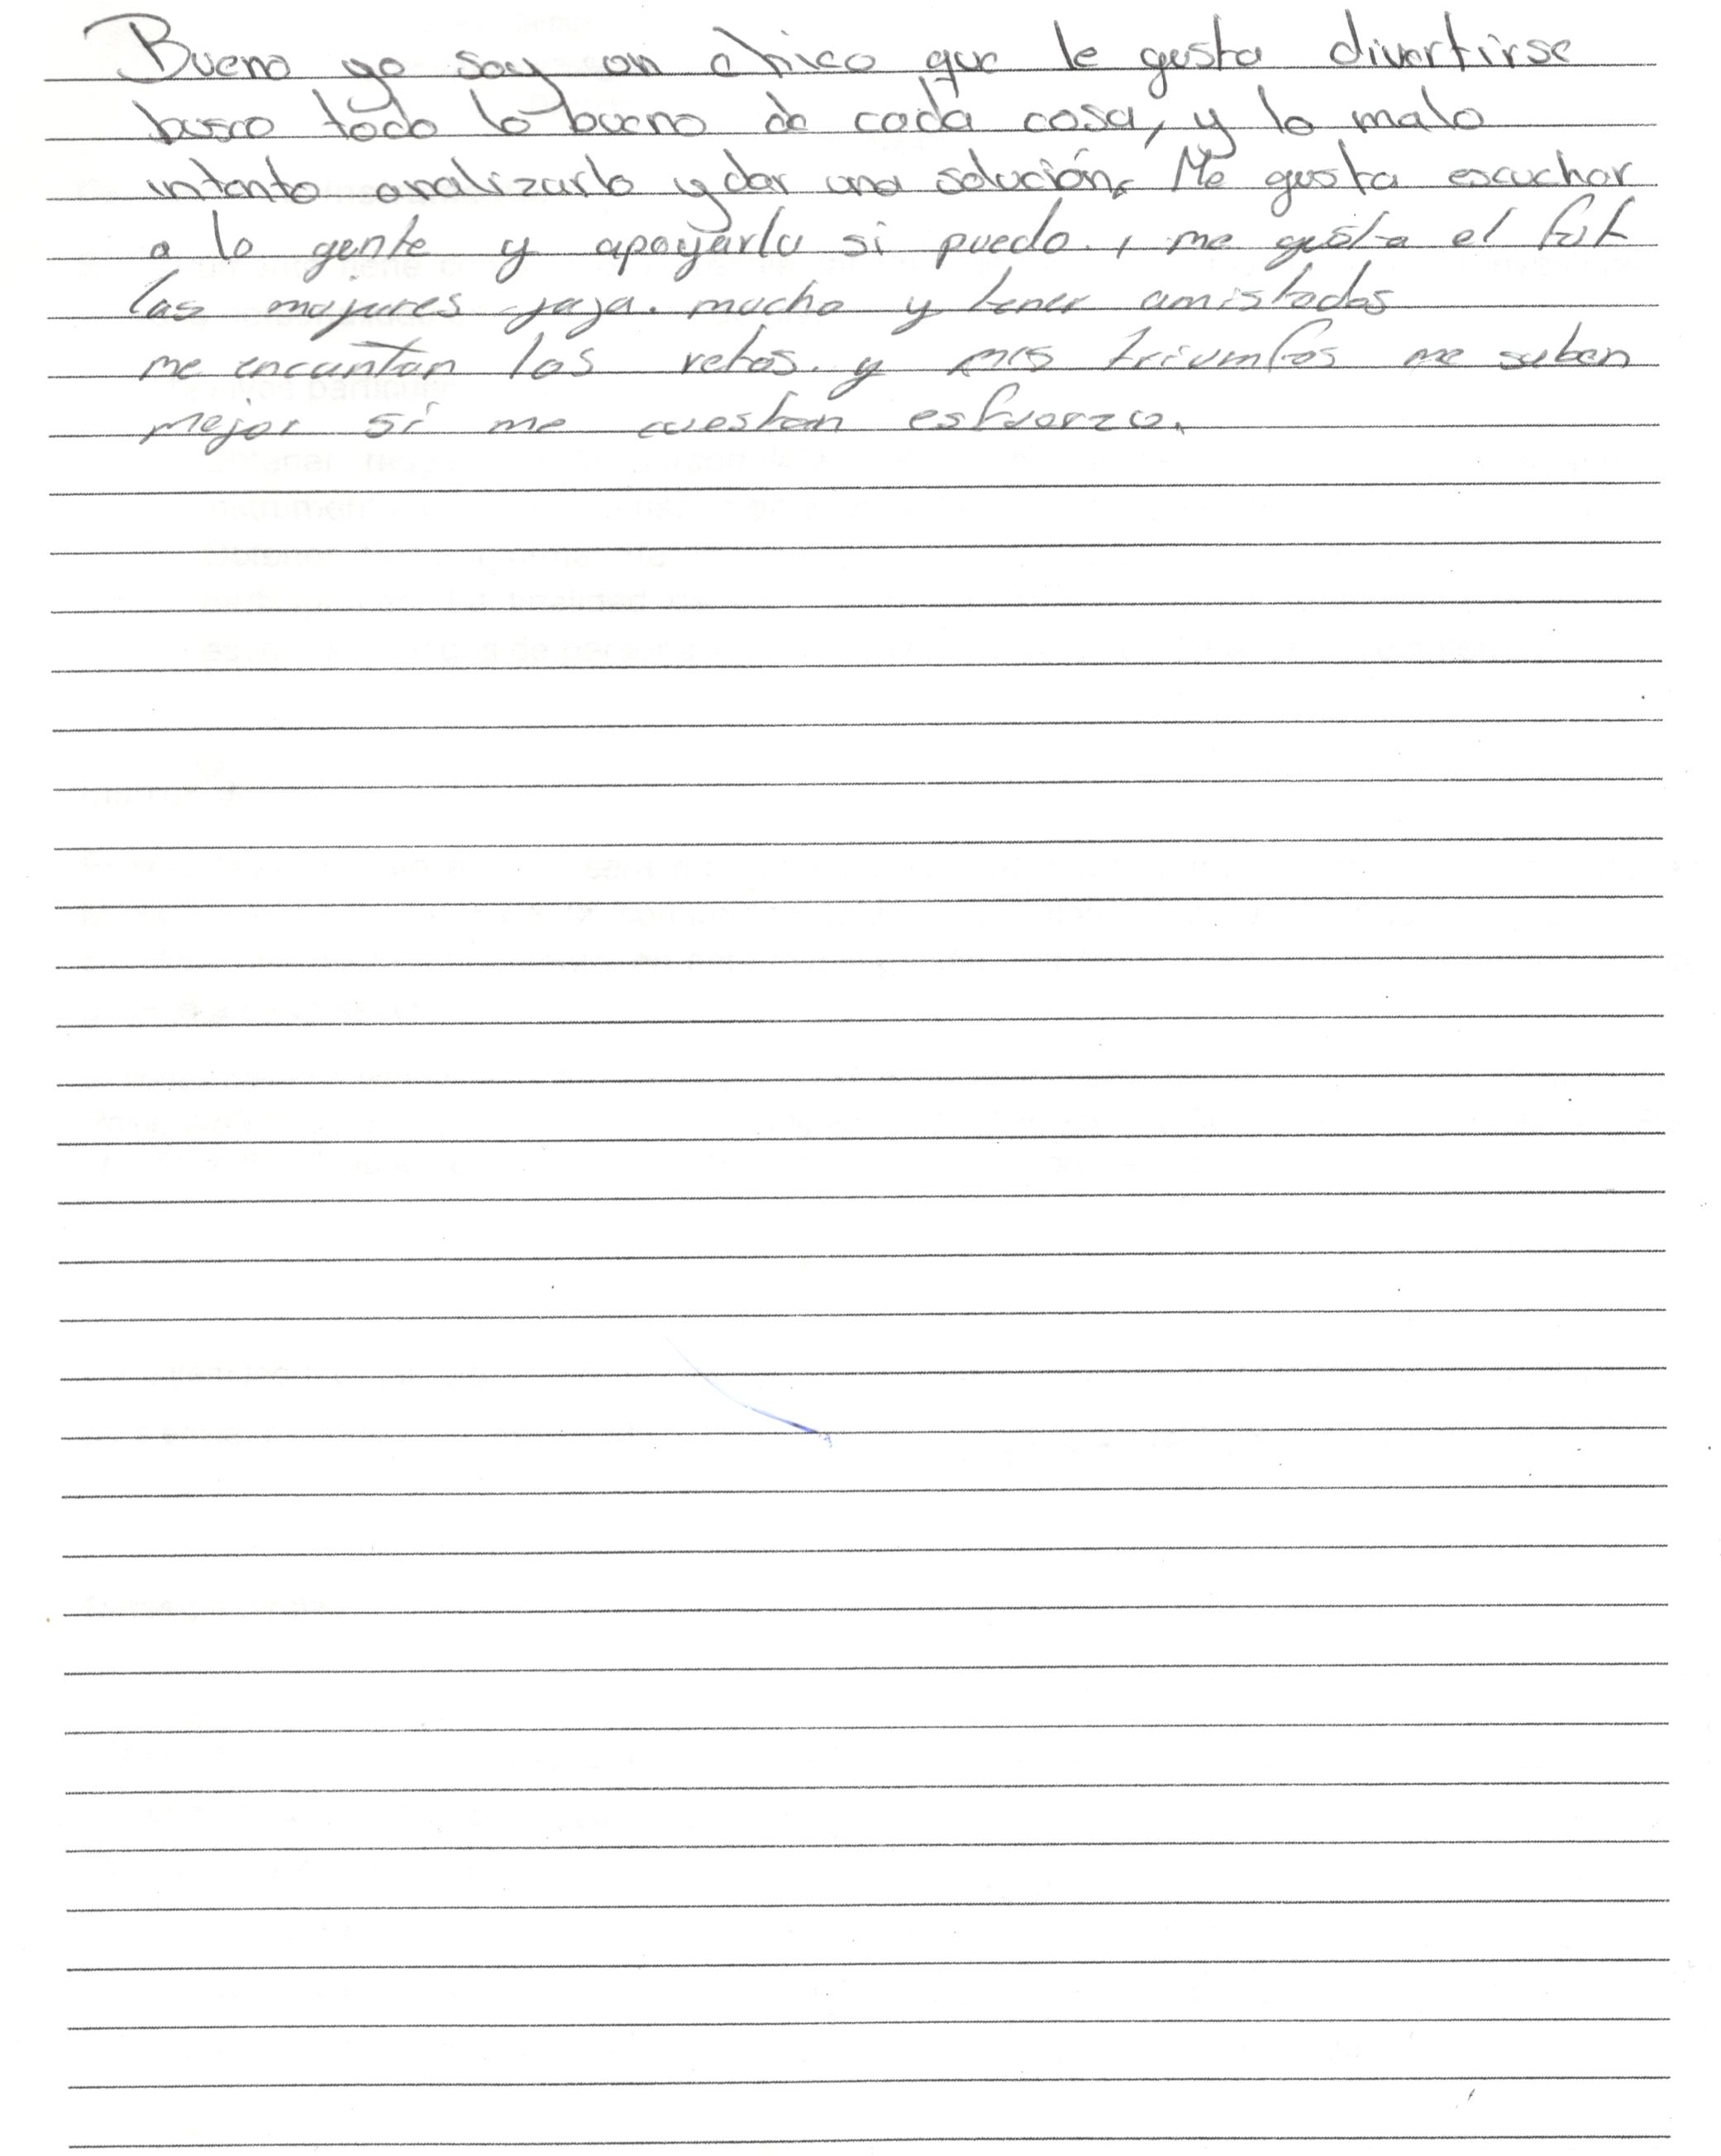 Bueno yo soy un chico que le gusta divertirse
busco todo lo bueno de cada cosa, y lo malo
intento analizarlo y dar una solución. Me gusta escuchar
a la gente y apoyarla si puedo, me gusta el fut
las mujeres jaja. mucho y tener amistades
me encantan los retos. y mis triumfos me saben
mejor si me cuestan esfuerzo.